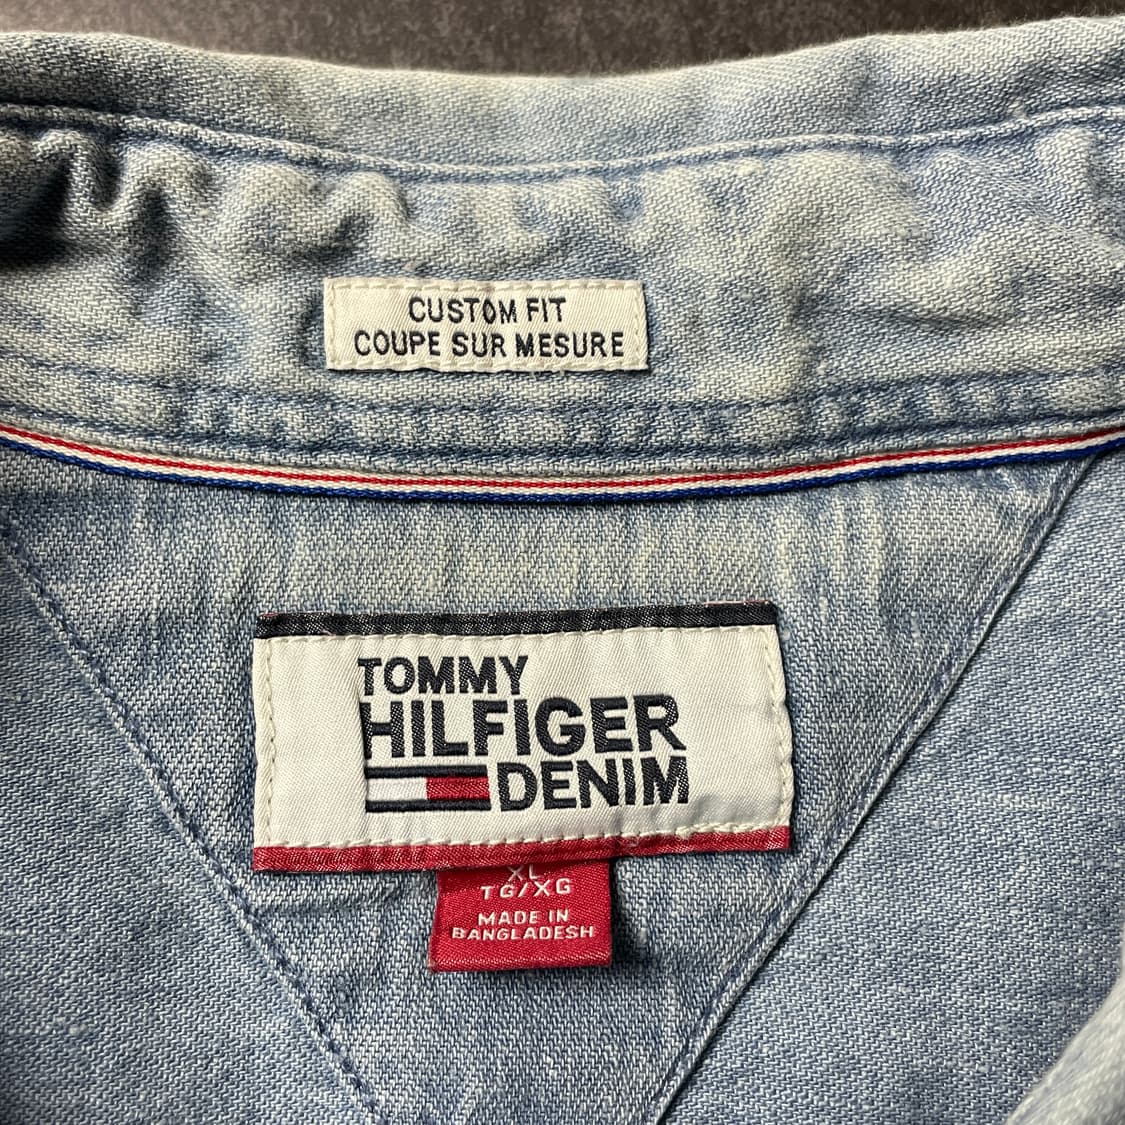 CUSTOM FIT
COUPE SUR MESURE
TOMMY
HILFIGER
DENIM
XL
TG/XG
MADE IN
BANGLADESH